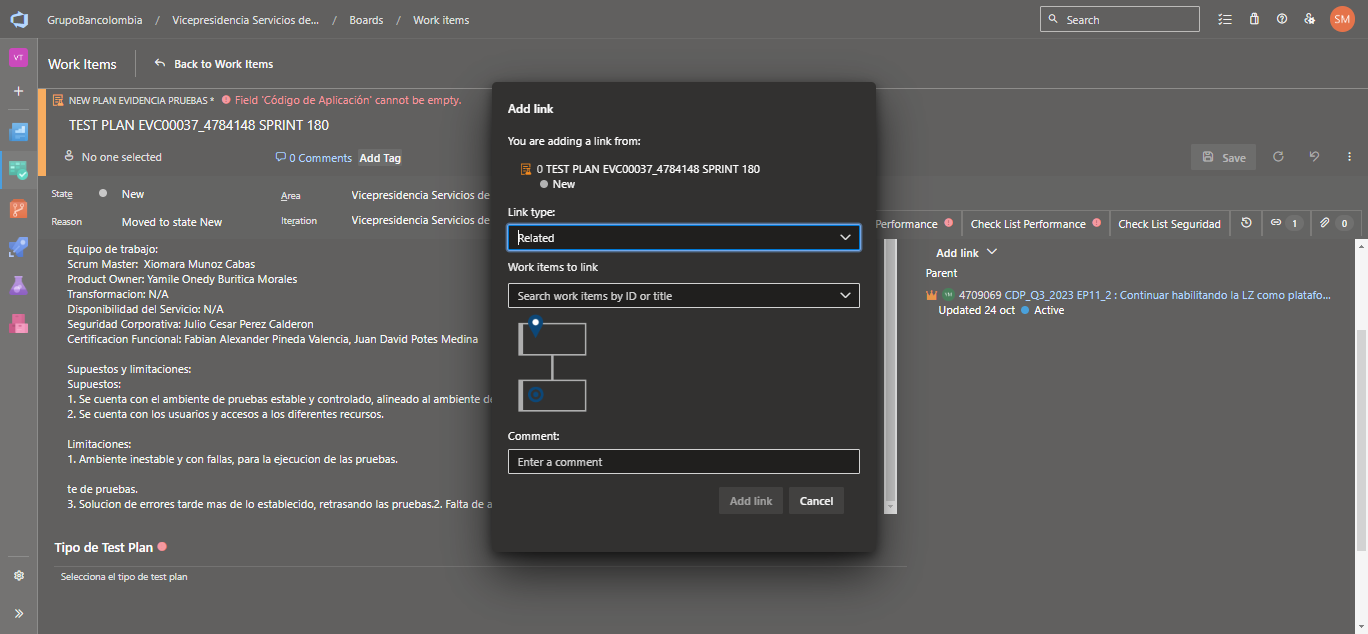 GrupoBancolombia / Vicepresidencia Servicios de... / Boards / Work items
Search
SM
VT
Work Items
Back to Work Items
NEW PLAN EVIDENCIA PRUEBAS * Field 'Código de Aplicación' cannot be empty.
TEST PLAN EVC00037_4784148 SPRINT 180
No one selected
0 Comments
Add Tag
Save
State
New
Area
Vicepresidencia Servicios de
Reason
Moved to state New
Iteration
Vicepresidencia Servicios de
Performance
Check List Performance
Check List Seguridad
1
0
Equipo de trabajo:
Scrum Master: Xiomara Munoz Cabas
Product Owner: Yamile Onedy Buritica Morales
Transformacion: N/A
Disponibilidad del Servicio: N/A
Seguridad Corporativa: Julio Cesar Perez Calderon
Certificacion Funcional: Fabian Alexander Pineda Valencia, Juan David Potes Medina
Supuestos y limitaciones:
Supuestos:
1. Se cuenta con el ambiente de pruebas estable y controlado, alineado al ambiente de
2. Se cuenta con los usuarios y accesos a los diferentes recursos.
Limitaciones:
1. Ambiente inestable y con fallas, para la ejecucion de las pruebas.
te de pruebas.
3. Solucion de errores tarde mas de lo establecido, retrasando las pruebas.2. Falta de a
Tipo de Test Plan
Selecciona el tipo de test plan
Add link
You are adding a link from:
0 TEST PLAN EVC00037_4784148 SPRINT 180
New
Link type:
Related
Work items to link
Search work items by ID or title
Comment:
Enter a comment
Add link
Cancel
Add link
Parent
4709069 CDP_Q3_2023 EP11_2 : Continuar habilitando la LZ como platafo...
Updated 24 oct Active